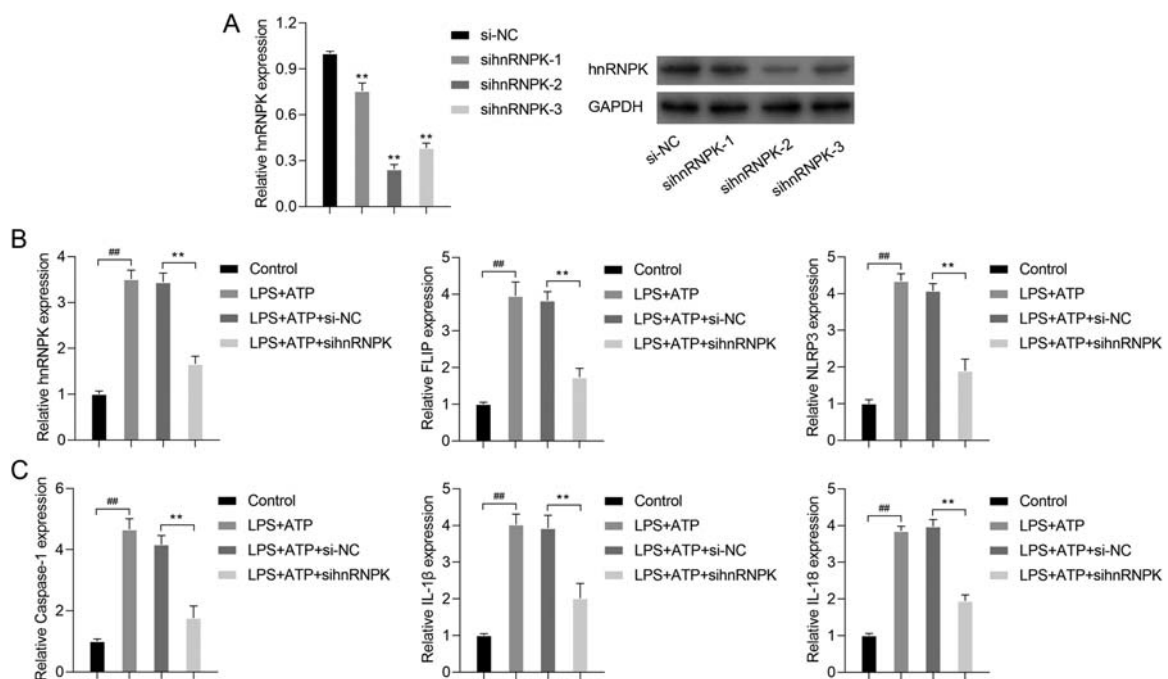 A
Relative hnRNPK expression
1.2
0.9
0.6
0.3
0.0
**
**
**
si-NC
sihnRNPK-1
sihnRNPK-2
sihnRNPK-3
hnRNPK
GAPDH
si-NC
sihnRNPK-1
sihnRNPK-2
sihnRNPK-3
B
Relative hnRNPK expression
4
3
2
1
0
##
**
Control
LPS+ATP
LPS+ATP+si-NC
LPS+ATP+sihnRNPK
Relative FLIP expression
5
4
3
2
1
0
##
**
Control
LPS+ATP
LPS+ATP+si-NC
LPS+ATP+sihnRNPK
Relative NLRP3 expression
5
4
3
2
1
0
##
**
Control
LPS+ATP
LPS+ATP+si-NC
LPS+ATP+sihnRNPK
C
Relative Caspase-1 expression
6
4
2
0
##
**
Control
LPS+ATP
LPS+ATP+si-NC
LPS+ATP+sihnRNPK
Relative IL-1β expression
5
4
3
2
1
0
##
**
Control
LPS+ATP
LPS+ATP+si-NC
LPS+ATP+sihnRNPK
Relative IL-18 expression
5
4
3
2
1
0
##
**
Control
LPS+ATP
LPS+ATP+si-NC
LPS+ATP+sihnRNPK